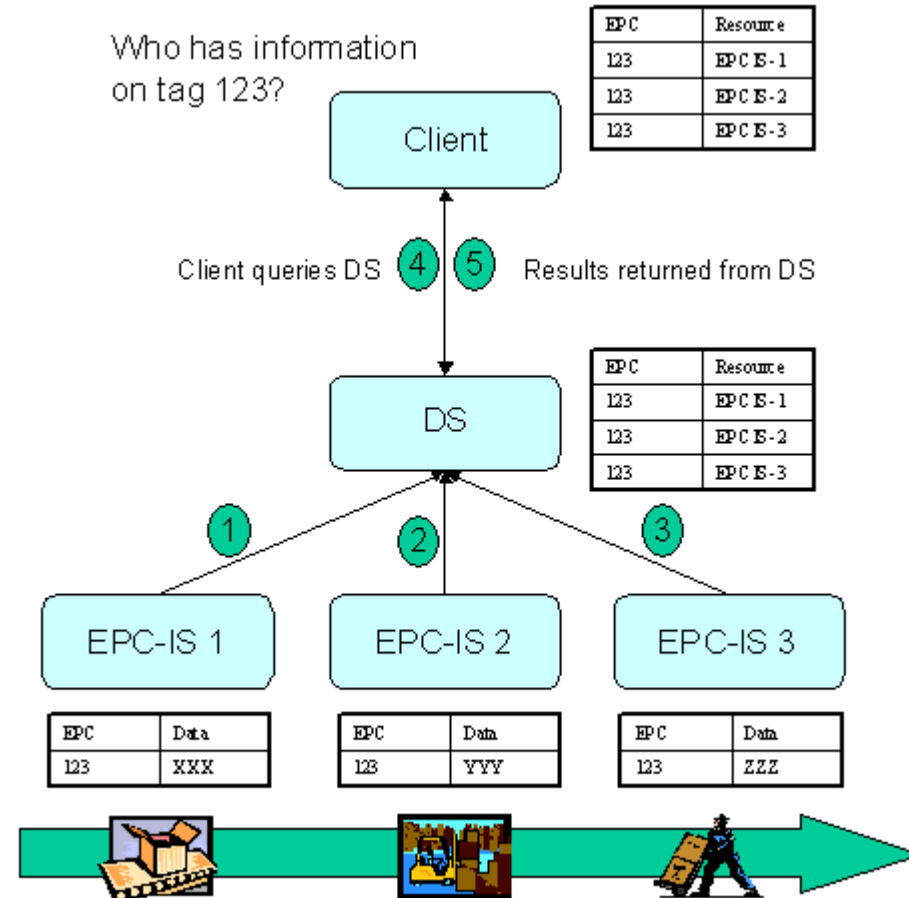 Who has information
on tag 123?
EPC Resource
123 EPCIS-1
123 EPCIS-2
123 EPCIS-3
Client
Client queries DS 4 5 Results returned from DS
DS
EPC Resource
123 EPCIS-1
123 EPCIS-2
123 EPCIS-3
1
2
3
EPC-IS 1
EPC-IS 2
EPC-IS 3
EPC Data
123 XXX
EPC Data
123 YYY
EPC Data
123 ZZZ